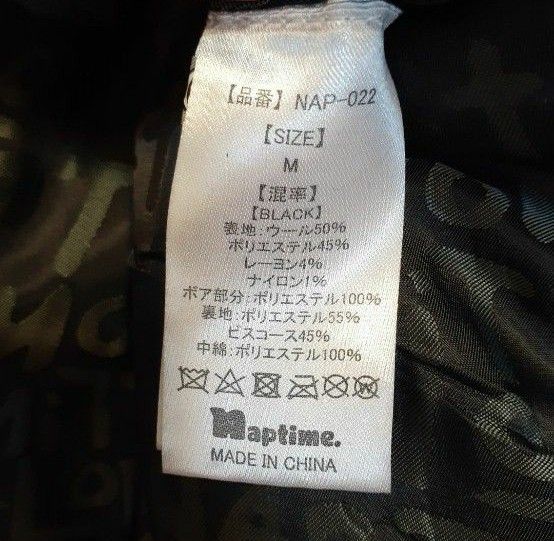 【品番】 NAP-022
【SIZE】
M
【混率】
【BLACK】
表地:ウール50%
ポリエステル45%
レーヨン4%
ナイロン1%
ボア部分:ポリエステル100%
裏地:ポリエステル55%
ビスコース45%
中綿:ポリエステル100%
Naptime.
MADE IN CHINA